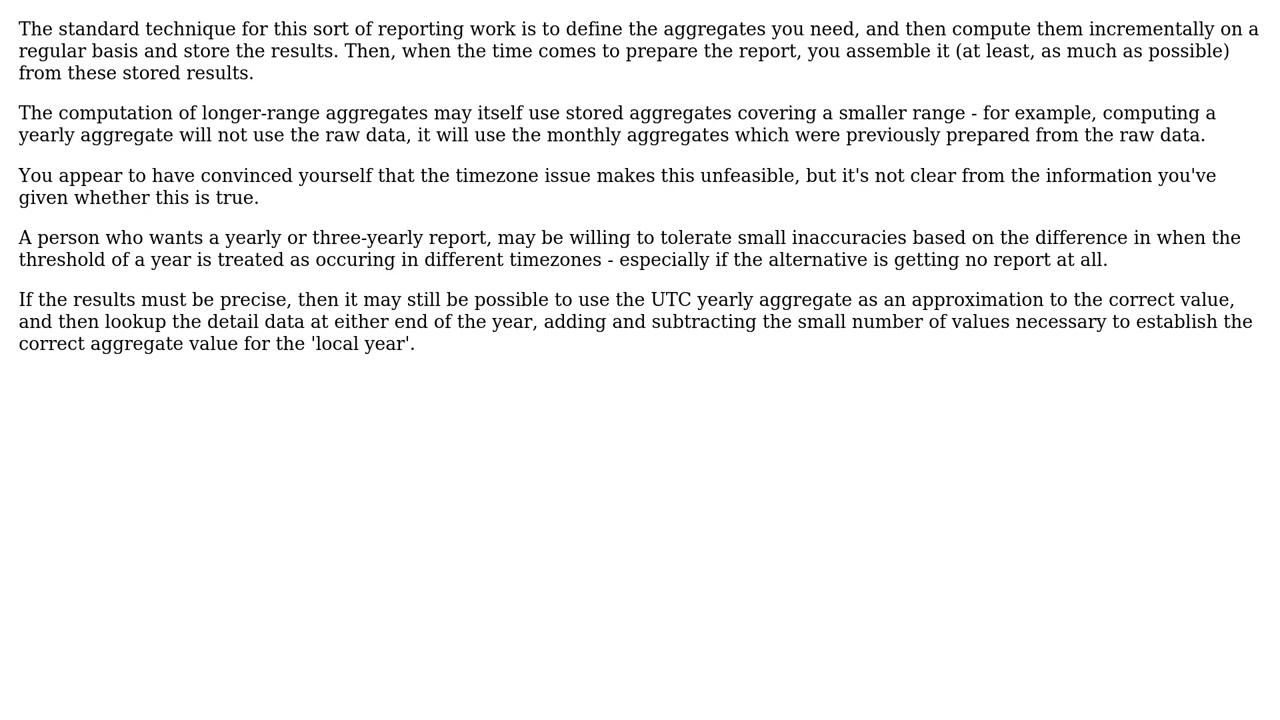 The standard technique for this sort of reporting work is to define the aggregates you need, and then compute them incrementally on a
regular basis and store the results. Then, when the time comes to prepare the report, you assemble it (at least, as much as possible)
from these stored results.
The computation of longer-range aggregates may itself use stored aggregates covering a smaller range - for example, computing a
yearly aggregate will not use the raw data, it will use the monthly aggregates which were previously prepared from the raw data.
You appear to have convinced yourself that the timezone issue makes this unfeasible, but it's not clear from the information you've
given whether this is true.
A person who wants a yearly or three-yearly report, may be willing to tolerate small inaccuracies based on the difference in when the
threshold of a year is treated as occuring in different timezones - especially if the alternative is getting no report at all.
If the results must be precise, then it may still be possible to use the UTC yearly aggregate as an approximation to the correct value,
and then lookup the detail data at either end of the year, adding and subtracting the small number of values necessary to establish the
correct aggregate value for the 'local year'.